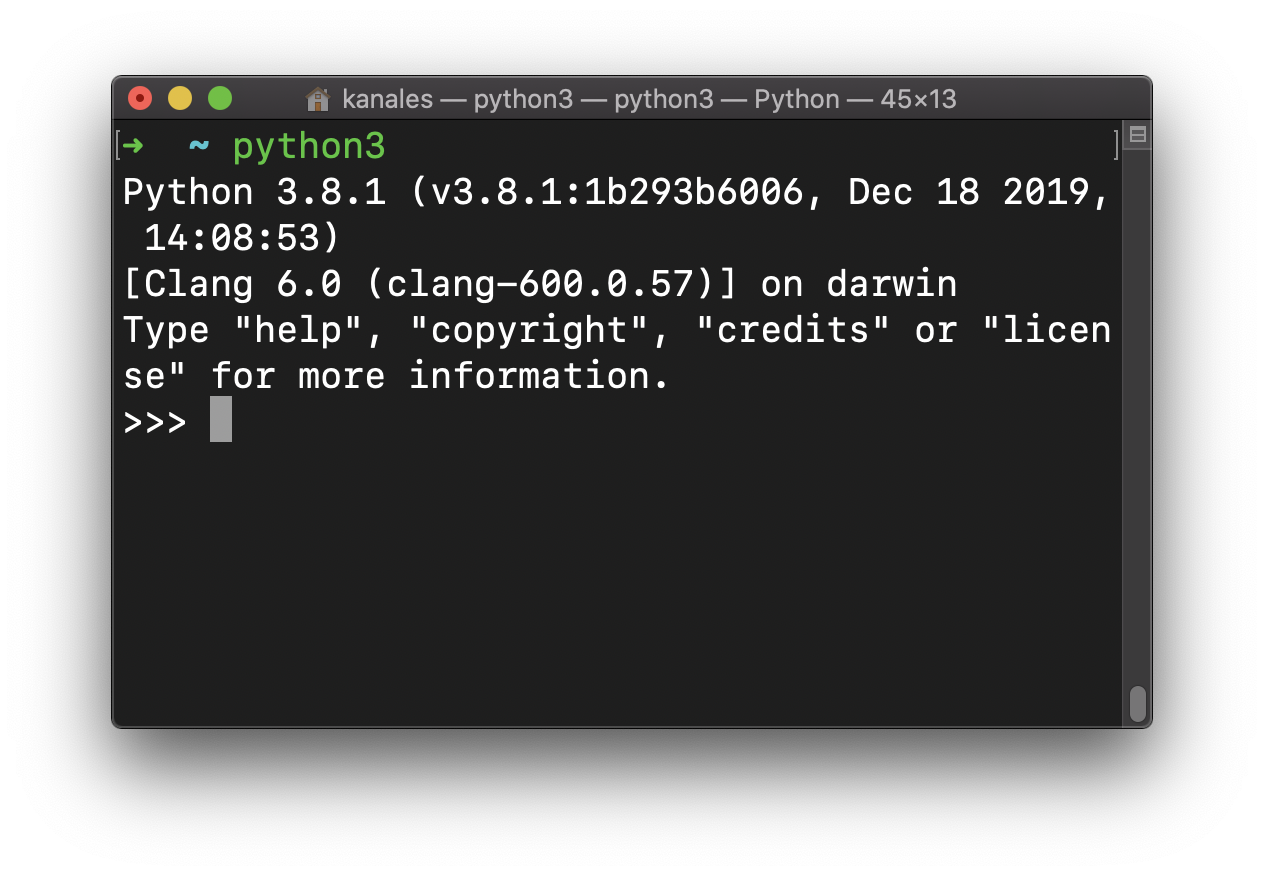 kanales — python3 — python3 — Python — 45×13
[➜  ~ python3 ]
Python 3.8.1 (v3.8.1:1b293b6006, Dec 18 2019,
 14:08:53)
[Clang 6.0 (clang-600.0.57)] on darwin
Type "help", "copyright", "credits" or "licen
se" for more information.
>>>